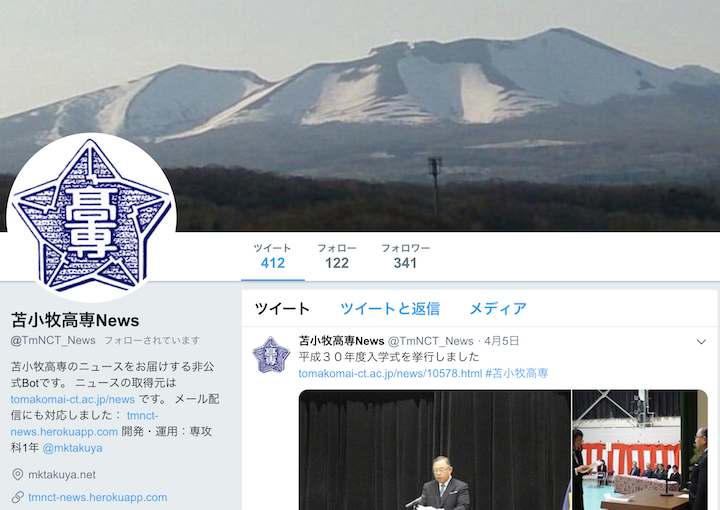 高
専
ツイート フォロー フォロワー
412 122 341
苫小牧高専News
@TmNCT_News フォローされています
苫小牧高専のニュースをお届けする非公
式Botです。 ニュースの取得元は
tomakomai-ct.ac.jp/news です。 メール配
信にも対応しました： tmnct-
news.herokuapp.com 開発・運用：専攻
科1年 @mktakuya
mktakuya.net
tmnct-news.herokuapp.com
ツイート ツイートと返信 メディア
苫小牧高専News @TmNCT_News · 4月5日
平成３０年度入学式を挙行しました
tomakomai-ct.ac.jp/news/10578.html #苫小牧高専